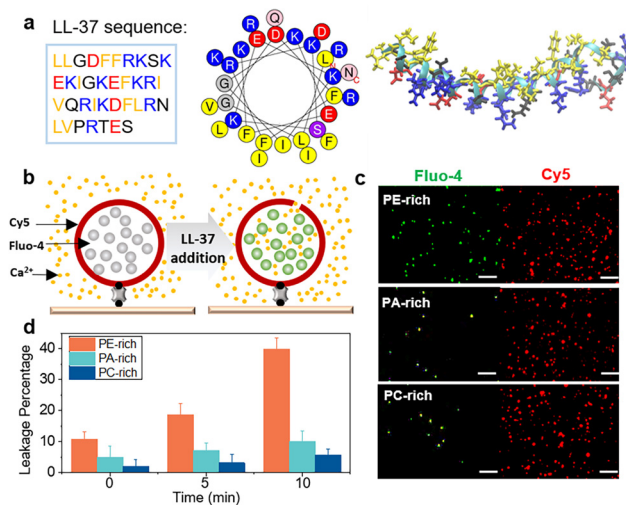 a
LL-37 sequence:
LLGDFFRKSK
EKIGKEFKRI
VQRIKDFLRN
LVPRTES
Q
R E D K D
K K L R
R K N
K
C
G F R
G
V K E
L S
F F I L F
I I
b
Cy5
Fluo-4
Ca²⁺
LL-37
addition
c
Fluo-4 Cy5
PE-rich
PA-rich
PC-rich
d
PE-rich
PA-rich
PC-rich
Leakage Percentage
40
30
20
10
0
0 5 10
Time (min)